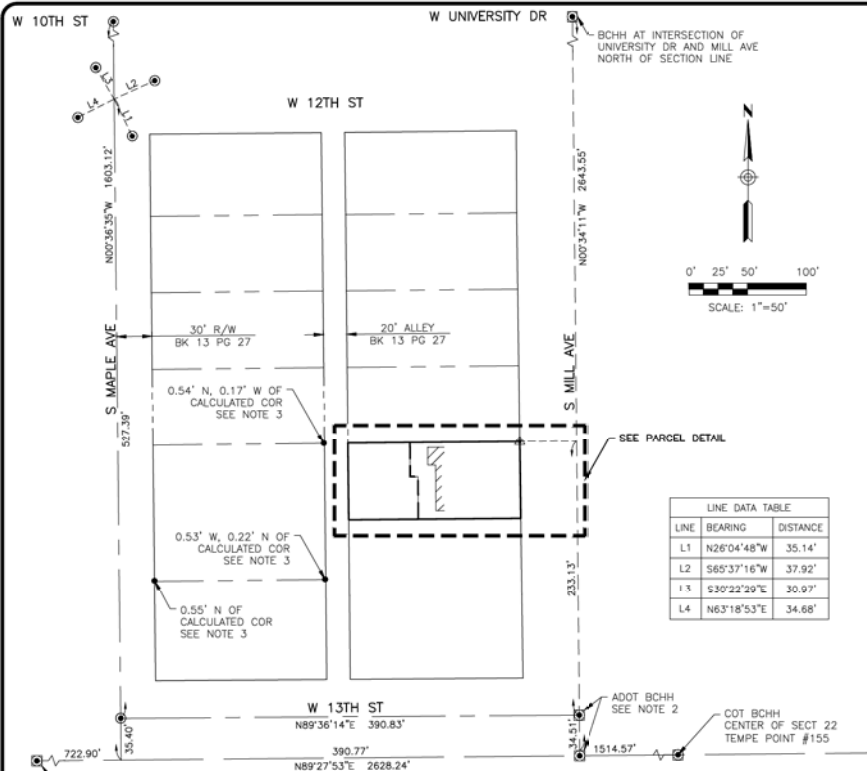 W 10TH ST
W UNIVERSITY DR
BCHH AT INTERSECTION OF
UNIVERSITY DR AND MILL AVE
NORTH OF SECTION LINE
L3
L2
L4
L1
W 12TH ST
N
N00°36'35"W 1603.12'
N00°34'11"W 2643.55'
0' 25' 50' 100'
SCALE: 1"=50'
30' R/W
BK 13 PG 27
20' ALLEY
BK 13 PG 27
S MAPLE AVE
S MILL AVE
527.39'
0.54' N, 0.17' W OF
CALCULATED COR
SEE NOTE 3
SEE PARCEL DETAIL
LINE DATA TABLE
LINE BEARING DISTANCE
L1 N26°04'48"W 35.14'
L2 S65°37'16"W 37.92'
L3 S30°22'29"E 30.97'
L4 N63°18'53"E 34.68'
0.53' W, 0.22' N OF
CALCULATED COR
SEE NOTE 3
233.13'
0.55' N OF
CALCULATED COR
SEE NOTE 3
W 13TH ST
N89°36'14"E 390.83'
ADOT BCHH
SEE NOTE 2
COT BCHH
CENTER OF SECT 22
TEMPE POINT #155
35.40'
34.51'
722.90'
390.77'
1514.57'
N89°27'53"E 2628.24'